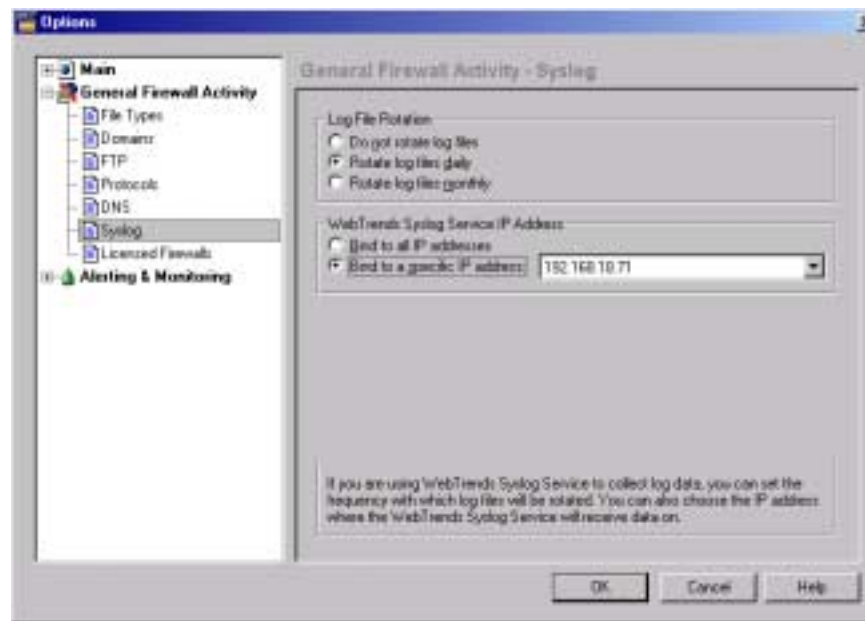 Options
Main
General Firewall Activity
File Types
Domains
FTP
Protocols
DNS
Syslog
Licensed Firewalls
Alerting & Monitoring
General Firewall Activity - Syslog
Log File Rotation
Do not rotate log files
Rotate log files daily
Rotate log files monthly
WebTrends Syslog Service IP Address
Bind to all IP addresses
Bind to a specific IP address:
192.168.10.71
If you are using WebTrends Syslog Service to collect log data, you can set the
frequency with which log files will be rotated. You can also choose the IP address
where the WebTrends Syslog Service will receive data on.
OK
Cancel
Help